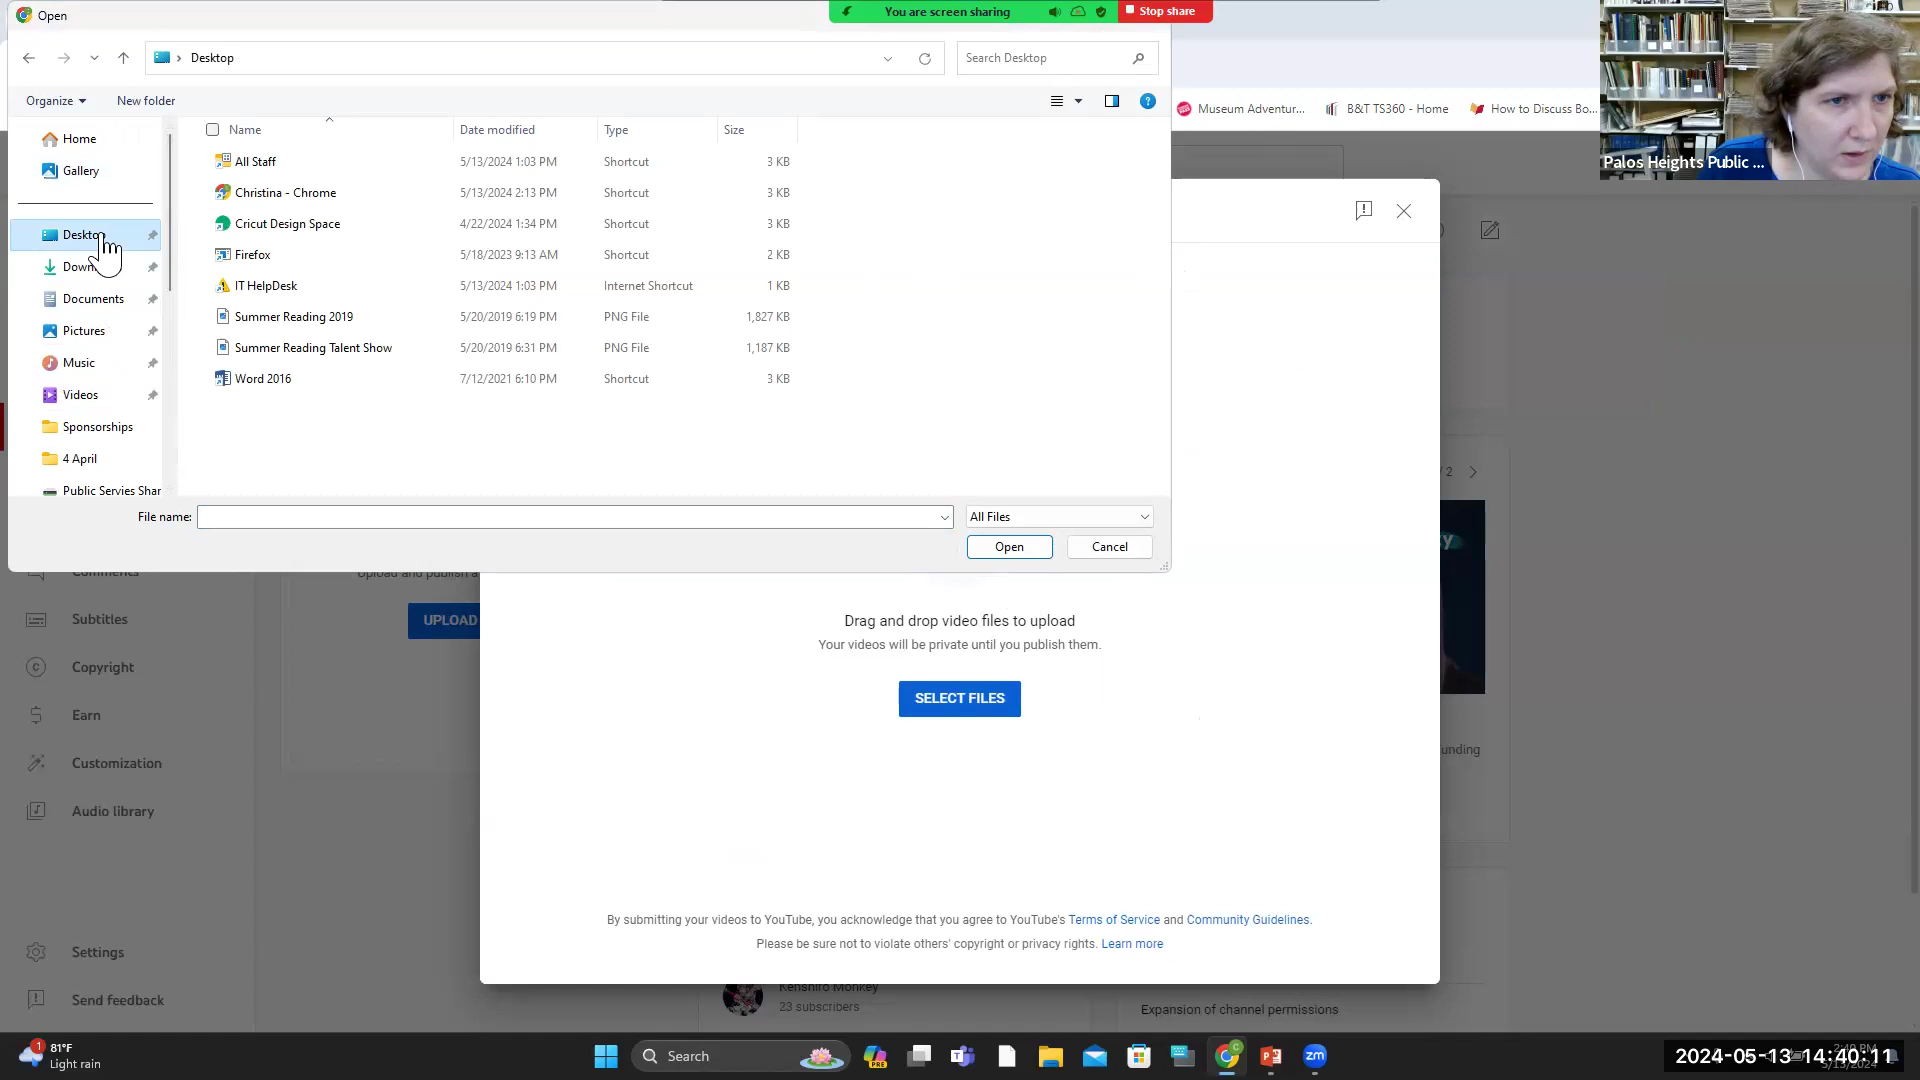 Open
You are screen sharing
Stop share
Desktop
Search Desktop
Organize
New folder
Museum Adventur...
B&T TS360 - Home
How to Discuss Bo...
Palos Heights Public ...
Home
Gallery
Desktop
Documents
Pictures
Music
Videos
Sponsorships
4 April
Public Servies Shar
Name Date modified Type Size
All Staff 5/13/2024 1:03 PM Shortcut 3 KB
Christina - Chrome 5/13/2024 2:13 PM Shortcut 3 KB
Cricut Design Space 4/22/2024 1:34 PM Shortcut 3 KB
Firefox 5/18/2023 9:13 AM Shortcut 2 KB
IT HelpDesk 5/13/2024 1:03 PM Internet Shortcut 1 KB
Summer Reading 2019 5/20/2019 6:19 PM PNG File 1,827 KB
Summer Reading Talent Show 5/20/2019 6:31 PM PNG File 1,187 KB
Word 2016 7/12/2021 6:10 PM Shortcut 3 KB
File name:
All Files
Open
Cancel
/ 2
Comments
Subtitles
Copyright
Earn
Customization
Audio library
Settings
Send feedback
Upload and publish a
UPLOAD
Drag and drop video files to upload
Your videos will be private until you publish them.
SELECT FILES
unding
By submitting your videos to YouTube, you acknowledge that you agree to YouTube's Terms of Service and Community Guidelines.
Please be sure not to violate others' copyright or privacy rights. Learn more
Kenshiro Monkey
23 subscribers
Expansion of channel permissions
1
81°F
Light rain
Search
PRE
C
zm
2024-05-13 14:40:11